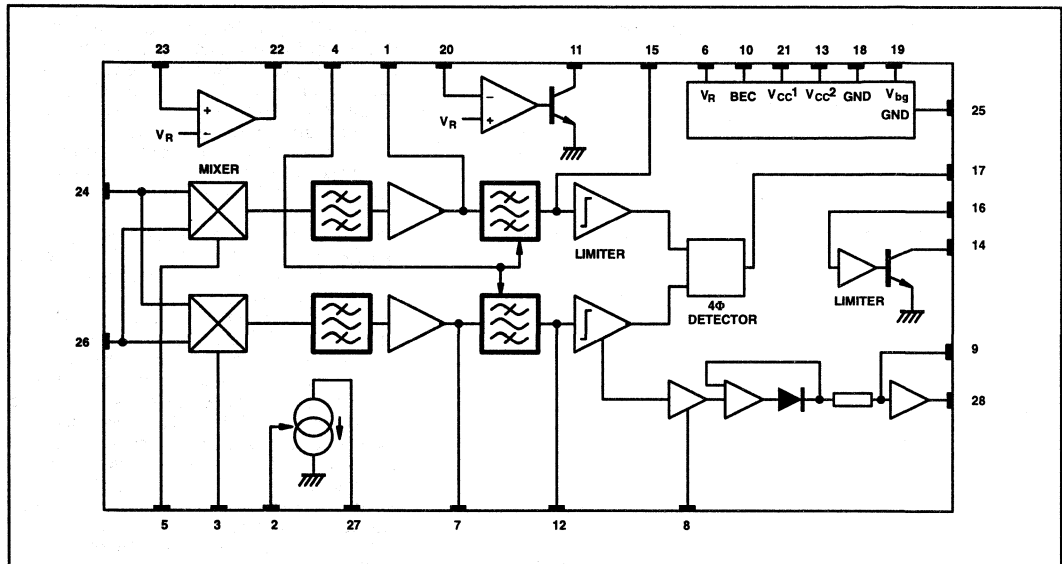 23 22 4 1 20 11 15 6 10 21 13 18 19
VR BEC VCC1 VCC2 GND Vbg
GND
25
+
VR −
−
VR +
MIXER
24
17
16
LIMITER
14
4Φ
DETECTOR
LIMITER
26
9
28
5 3 2 27 7 12 8